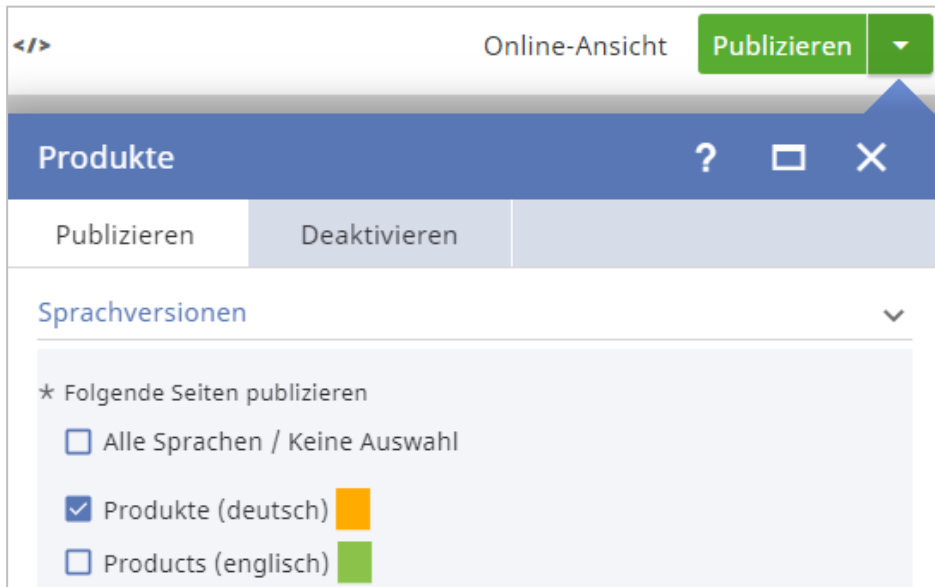 </> Online-Ansicht Publizieren
Produkte ?
Publizieren Deaktivieren
Sprachversionen
* Folgende Seiten publizieren
Alle Sprachen / Keine Auswahl
Produkte (deutsch)
Products (englisch)